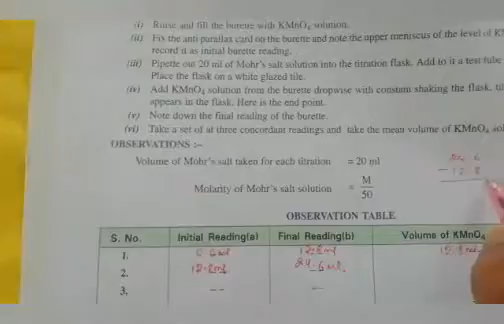 (i) Rinse and fill the burette with KMnO₄ solution.
(ii) Fix the anti parallax card on the burette and note the upper meniscus of the level of
record it as initial burette reading.
(iii) Pipette out 20 ml of Mohr's salt solution into the titration flask. Add to it a test tube
Place the flask on a white glazed tile.
(iv) Add KMnO₄ solution from the burette dropwise with constant shaking the flask,
appears in the flask. Here is the end point.
(v) Note down the final reading of the burette.
(vi) Take a set of at three concordant readings and take the mean volume of KMnO₄
OBSERVATIONS :–
Volume of Mohr's salt taken for each titration = 20 ml
Molarity of Mohr's salt solution = M/50
OBSERVATION TABLE
S. No. Initial Reading(a) Final Reading(b) Volume of KMnO₄
1.
2. 24.6ml
3. -- --